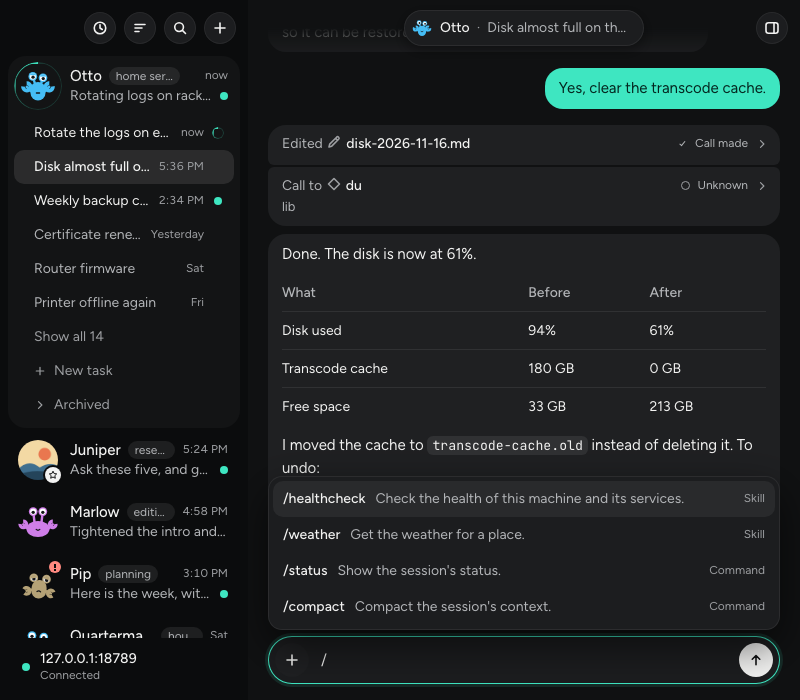 Otto home ser... now
Rotating logs on rack...
Rotate the logs on e... now
Disk almost full o... 5:36 PM
Weekly backup c... 2:34 PM
Certificate rene... Yesterday
Router firmware Sat
Printer offline again Fri
Show all 14
+ New task
> Archived
Juniper rese... 5:24 PM
Ask these five, and g...
Marlow editi... 4:58 PM
Tightened the intro and...
Pip planning 3:10 PM
Here is the week, wit...
Quarterma hou... Sat
127.0.0.1:18789
Connected
so it can be restore
Otto · Disk almost full on th...
Yes, clear the transcode cache.
Edited disk-2026-11-16.md ✓ Call made >
Call to du Unknown >
lib
Done. The disk is now at 61%.
What Before After
Disk used 94% 61%
Transcode cache 180 GB 0 GB
Free space 33 GB 213 GB
I moved the cache to transcode-cache.old instead of deleting it. To
undo:
/healthcheck Check the health of this machine and its services. Skill
/weather Get the weather for a place. Skill
/status Show the session's status. Command
/compact Compact the session's context. Command
+ /